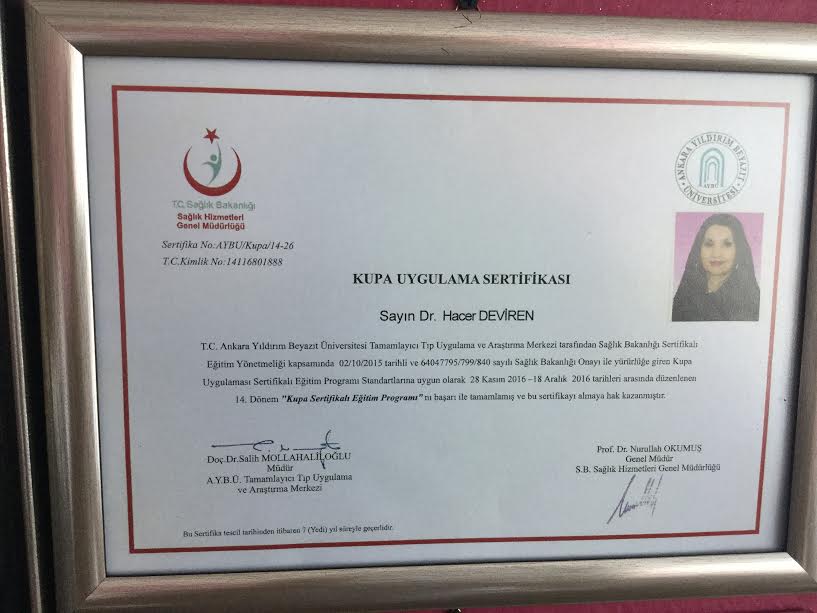 T.C. Sağlık Bakanlığı
Sağlık Hizmetleri
Genel Müdürlüğü
ANKARA YILDIRIM BEYAZIT
ÜNİVERSİTESİ
AYBÜ
Sertifika No:AYBU/Kupa/14-26
T.C.Kimlik No:14116801888
KUPA UYGULAMA SERTİFİKASI
Sayın Dr. Hacer DEVİREN
T.C. Ankara Yıldırım Beyazıt Üniversitesi Tamamlayıcı Tıp Uygulama ve Araştırma Merkezi tarafından Sağlık Bakanlığı Sertifikalı
Eğitim Yönetmeliği kapsamında 02/10/2015 tarihli ve 64047795/799/840 sayılı Sağlık Bakanlığı Onayı ile yürürlüğe giren Kupa
Uygulaması Sertifikalı Eğitim Programı Standartlarına uygun olarak 28 Kasım 2016 –18 Aralık 2016 tarihleri arasında düzenlenen
14. Dönem "Kupa Sertifikalı Eğitim Programı" nı başarı ile tamamlamış ve bu sertifikayı almaya hak kazanmıştır.
Doç.Dr.Salih MOLLAHALİLOĞLU
Müdür
A.Y.B.Ü. Tamamlayıcı Tıp Uygulama
ve Araştırma Merkezi
Prof. Dr. Nurullah OKUMUŞ
Genel Müdür
S.B. Sağlık Hizmetleri Genel Müdürlüğü
Bu Sertifika tescil tarihinden itibaren 7 (Yedi) yıl süreyle geçerlidir.